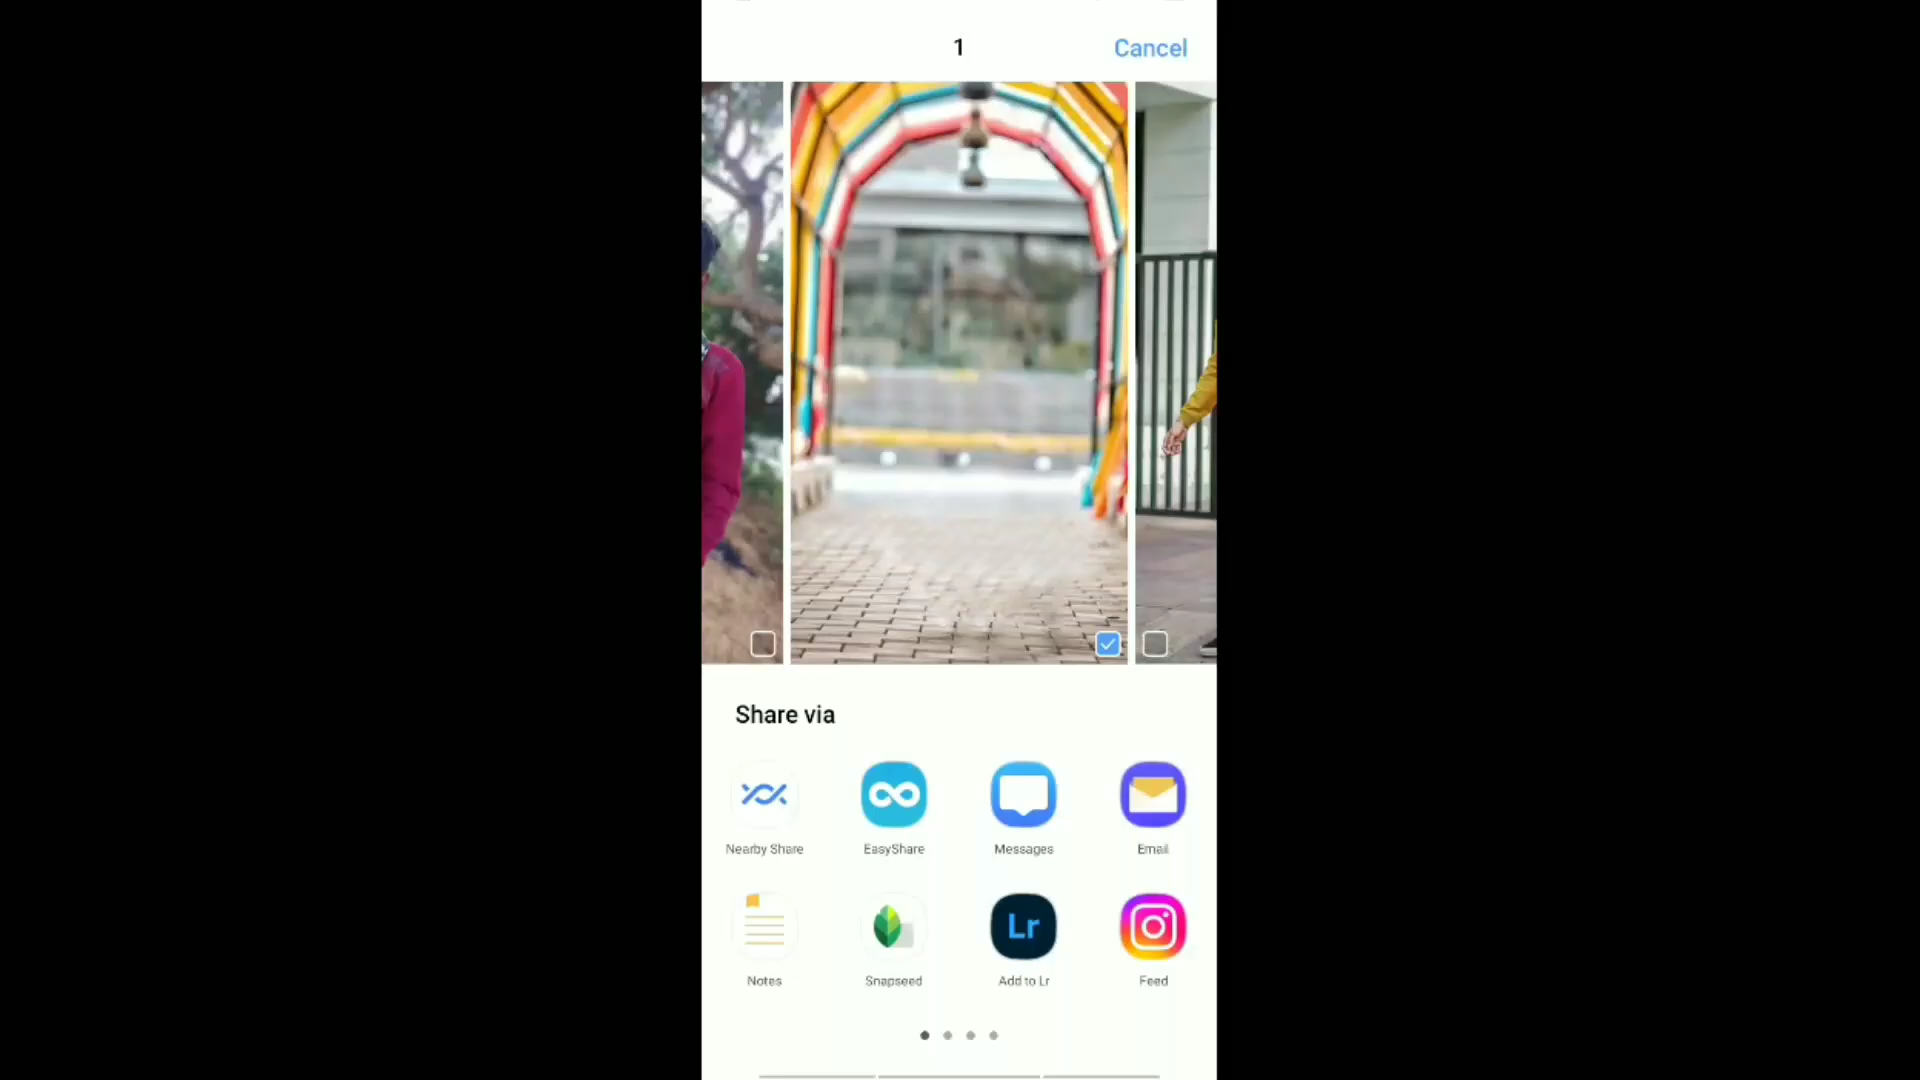 1
Cancel
Share via
Nearby Share
EasyShare
Messages
Email
Notes
Snapseed
Lr
Add to Lr
Feed